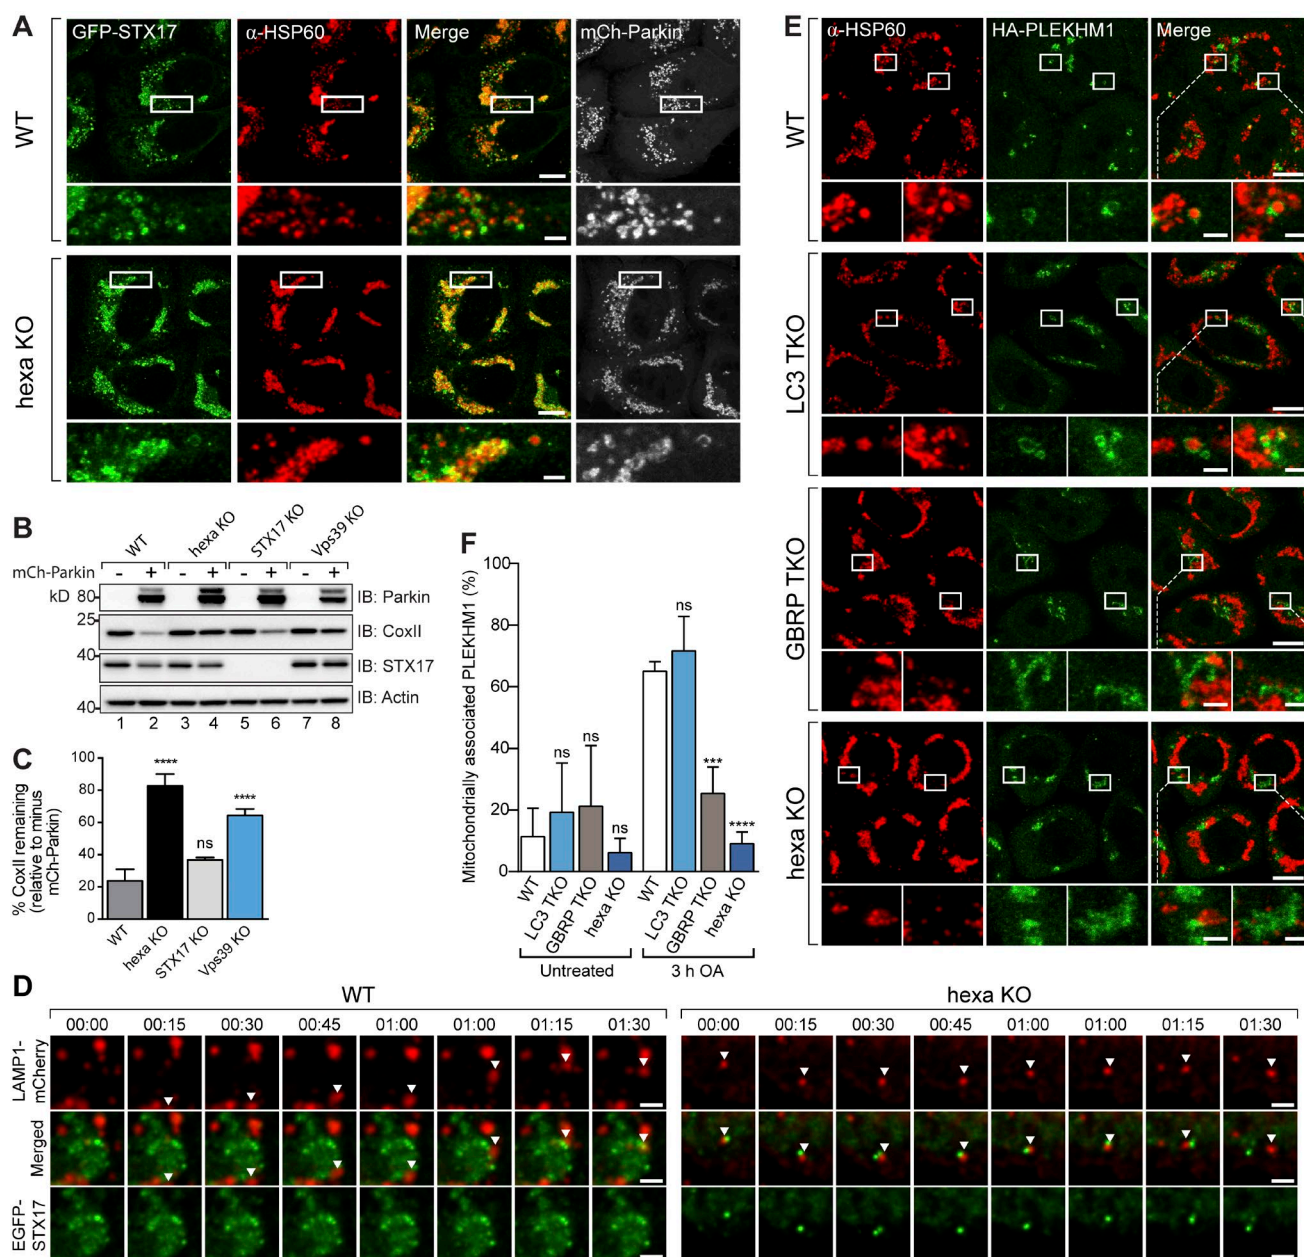 A
GFP-STX17
α-HSP60
Merge
mCh-Parkin
WT
hexa KO
B
WT
hexa KO
STX17 KO
Vps39 KO
mCh-Parkin - + - + - + - +
kD 80 IB: Parkin
25 IB: CoxII
40 IB: STX17
40 IB: Actin
1 2 3 4 5 6 7 8
C
% CoxII remaining
(relative to minus
mCh-Parkin)
100
80
60
40
20
0
****
ns
****
WT
hexa KO
STX17 KO
Vps39 KO
F
Mitochondrially associated PLEKHM1 (%)
100
80
60
40
20
0
ns
ns
ns
ns
***
****
WT
LC3 TKO
GBRP TKO
hexa KO
WT
LC3 TKO
GBRP TKO
hexa KO
Untreated
3 h OA
E
α-HSP60
HA-PLEKHM1
Merge
WT
LC3 TKO
GBRP TKO
hexa KO
D
WT
00:00 00:15 00:30 00:45 01:00 01:00 01:15 01:30
hexa KO
00:00 00:15 00:30 00:45 01:00 01:00 01:15 01:30
LAMP1-
mCherry
Merged
EGFP-
STX17